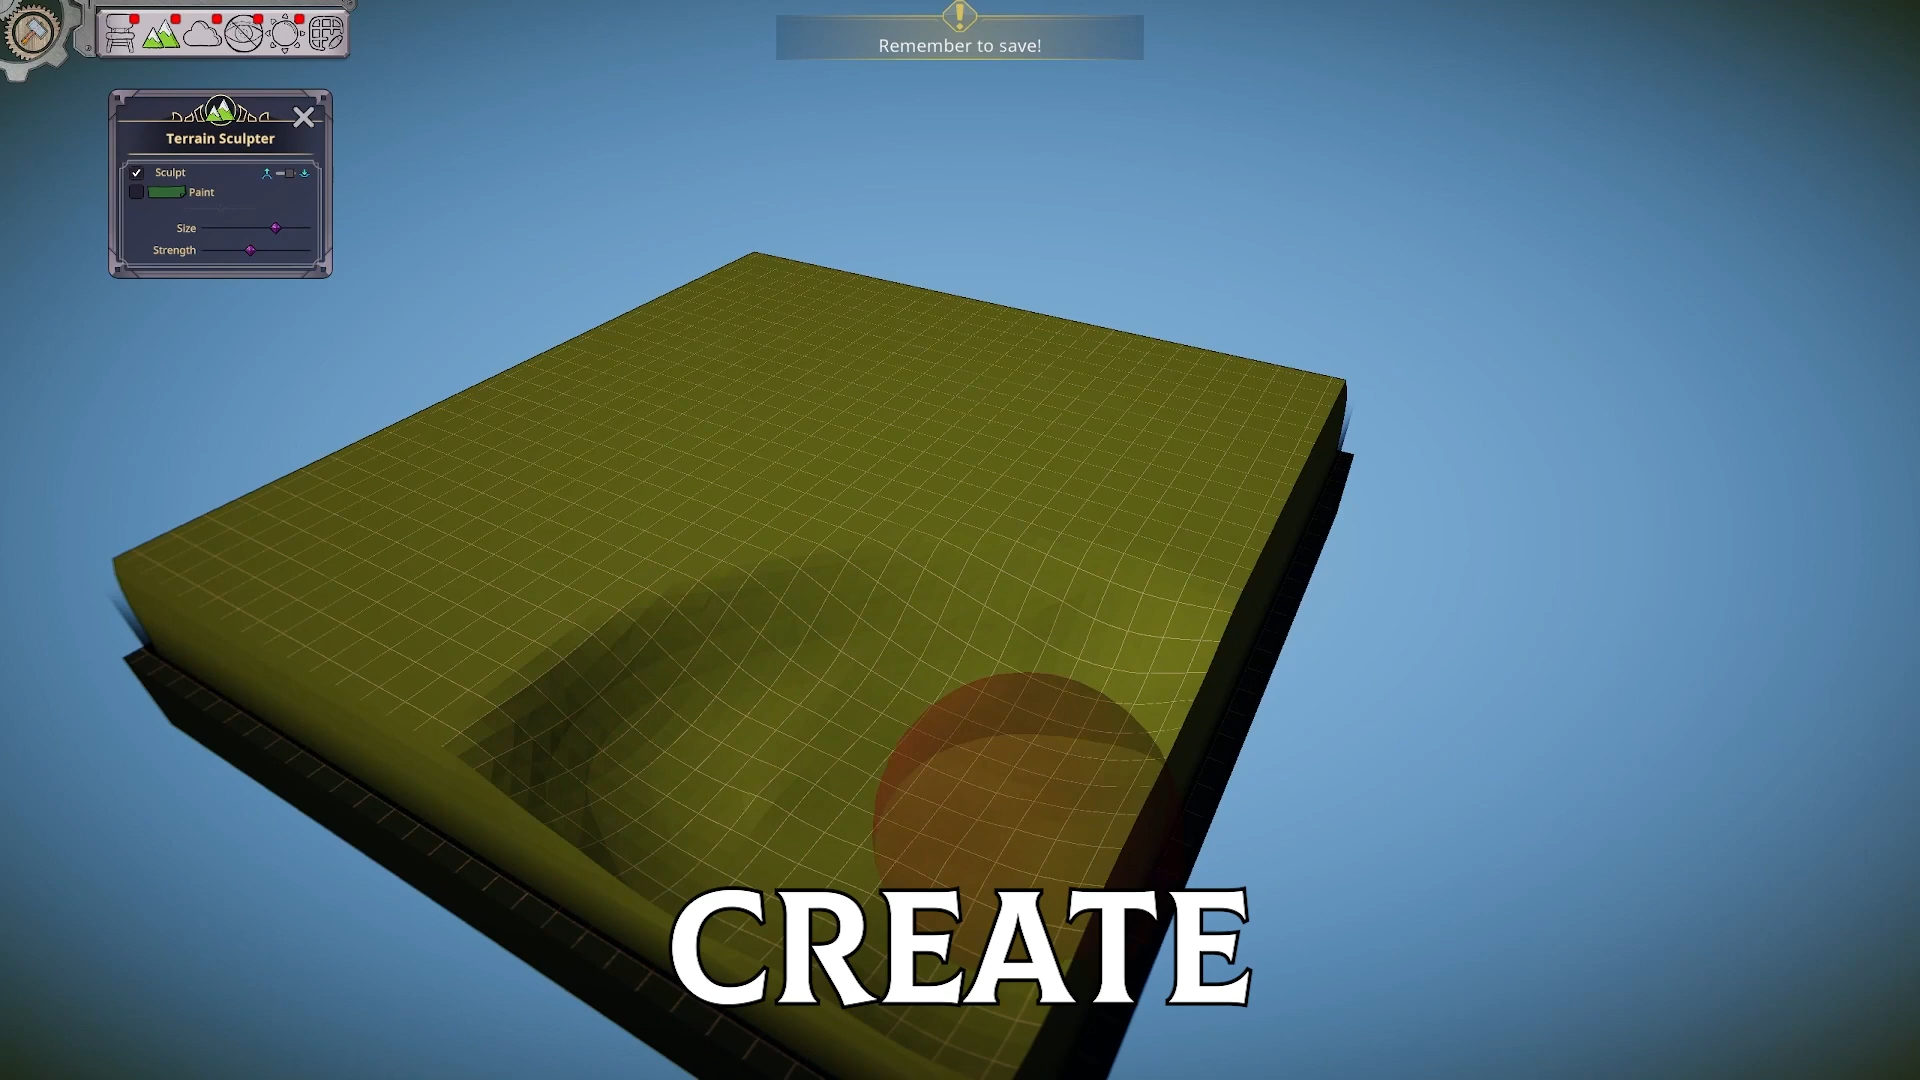 Remember to save!
Terrain Sculpter
Sculpt
Paint
Size
Strength
CREATE